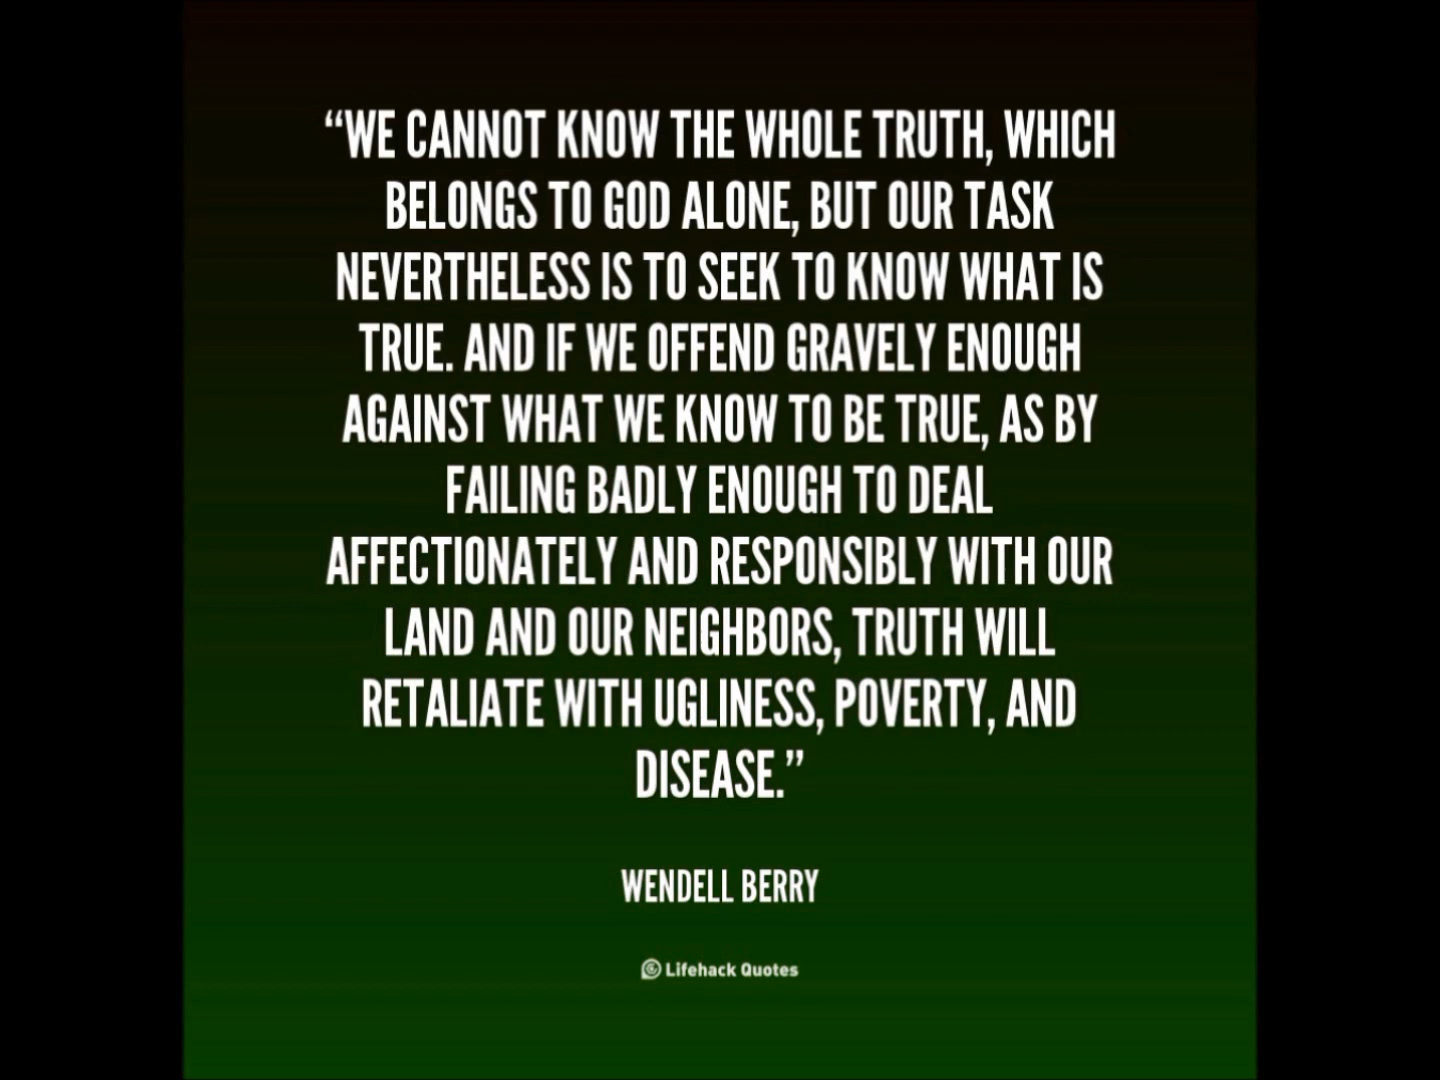 “WE CANNOT KNOW THE WHOLE TRUTH, WHICH
BELONGS TO GOD ALONE, BUT OUR TASK
NEVERTHELESS IS TO SEEK TO KNOW WHAT IS
TRUE. AND IF WE OFFEND GRAVELY ENOUGH
AGAINST WHAT WE KNOW TO BE TRUE, AS BY
FAILING BADLY ENOUGH TO DEAL
AFFECTIONATELY AND RESPONSIBLY WITH OUR
LAND AND OUR NEIGHBORS, TRUTH WILL
RETALIATE WITH UGLINESS, POVERTY, AND
DISEASE.”
WENDELL BERRY
Lifehack Quotes